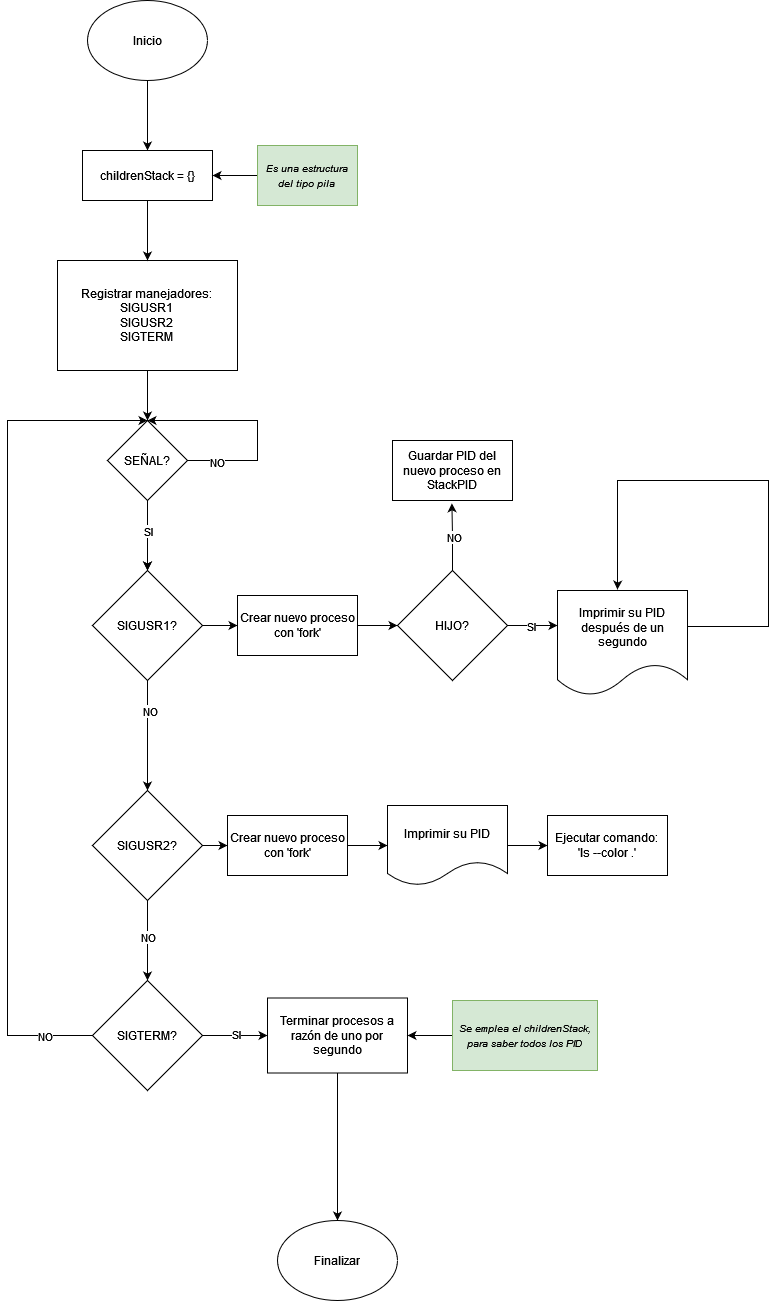 Inicio
childrenStack = {}
Es una estructura
del tipo pila
Registrar manejadores:
SIGUSR1
SIGUSR2
SIGTERM
SEÑAL?
NO
SI
Guardar PID del
nuevo proceso en
StackPID
NO
SIGUSR1?
Crear nuevo proceso
con 'fork'
HIJO?
SI
Imprimir su PID
después de un
segundo
NO
SIGUSR2?
Crear nuevo proceso
con 'fork'
Imprimir su PID
Ejecutar comando:
'ls --color .'
NO
SIGTERM?
NO
SI
Terminar procesos a
razón de uno por
segundo
Se emplea el childrenStack,
para saber todos los PID
Finalizar